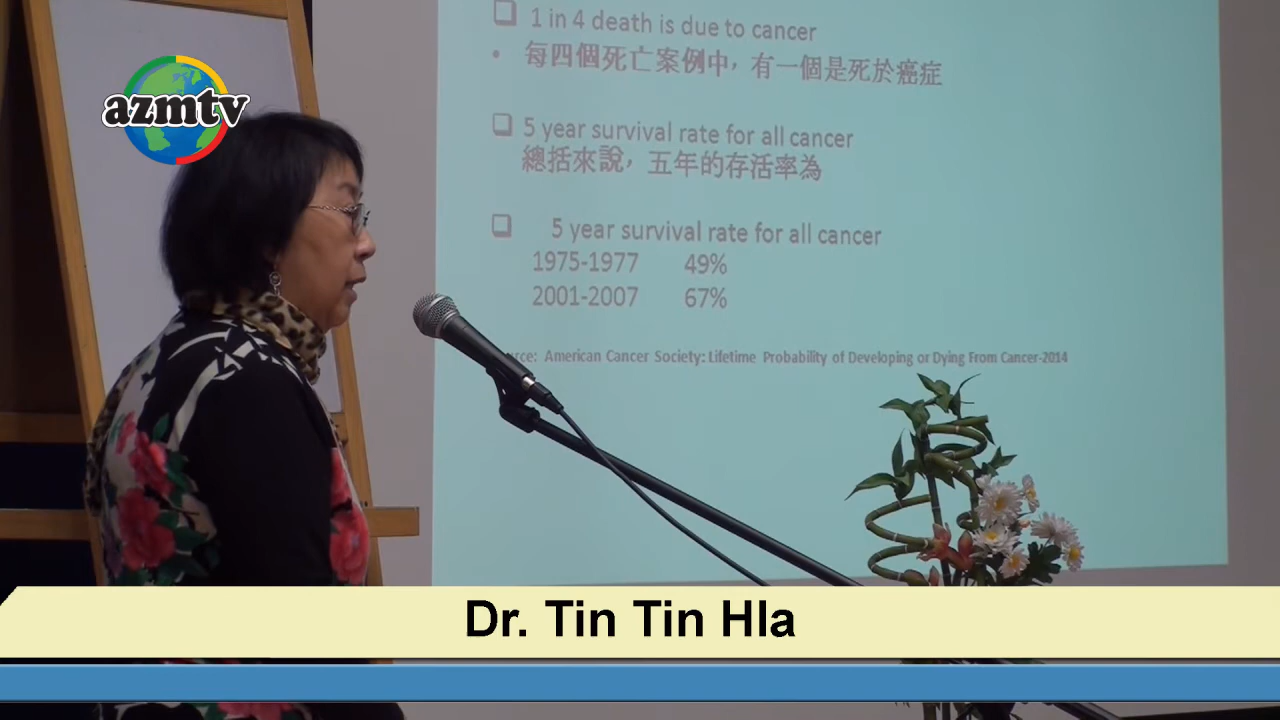 azmtv
1 in 4 death is due to cancer
• 每四個死亡案例中，有一個是死於癌症
5 year survival rate for all cancer
總括來說，五年的存活率為
5 year survival rate for all cancer
1975-1977 49%
2001-2007 67%
American Cancer Society: Lifetime Probability of Developing or Dying From Cancer-2014
Dr. Tin Tin Hla